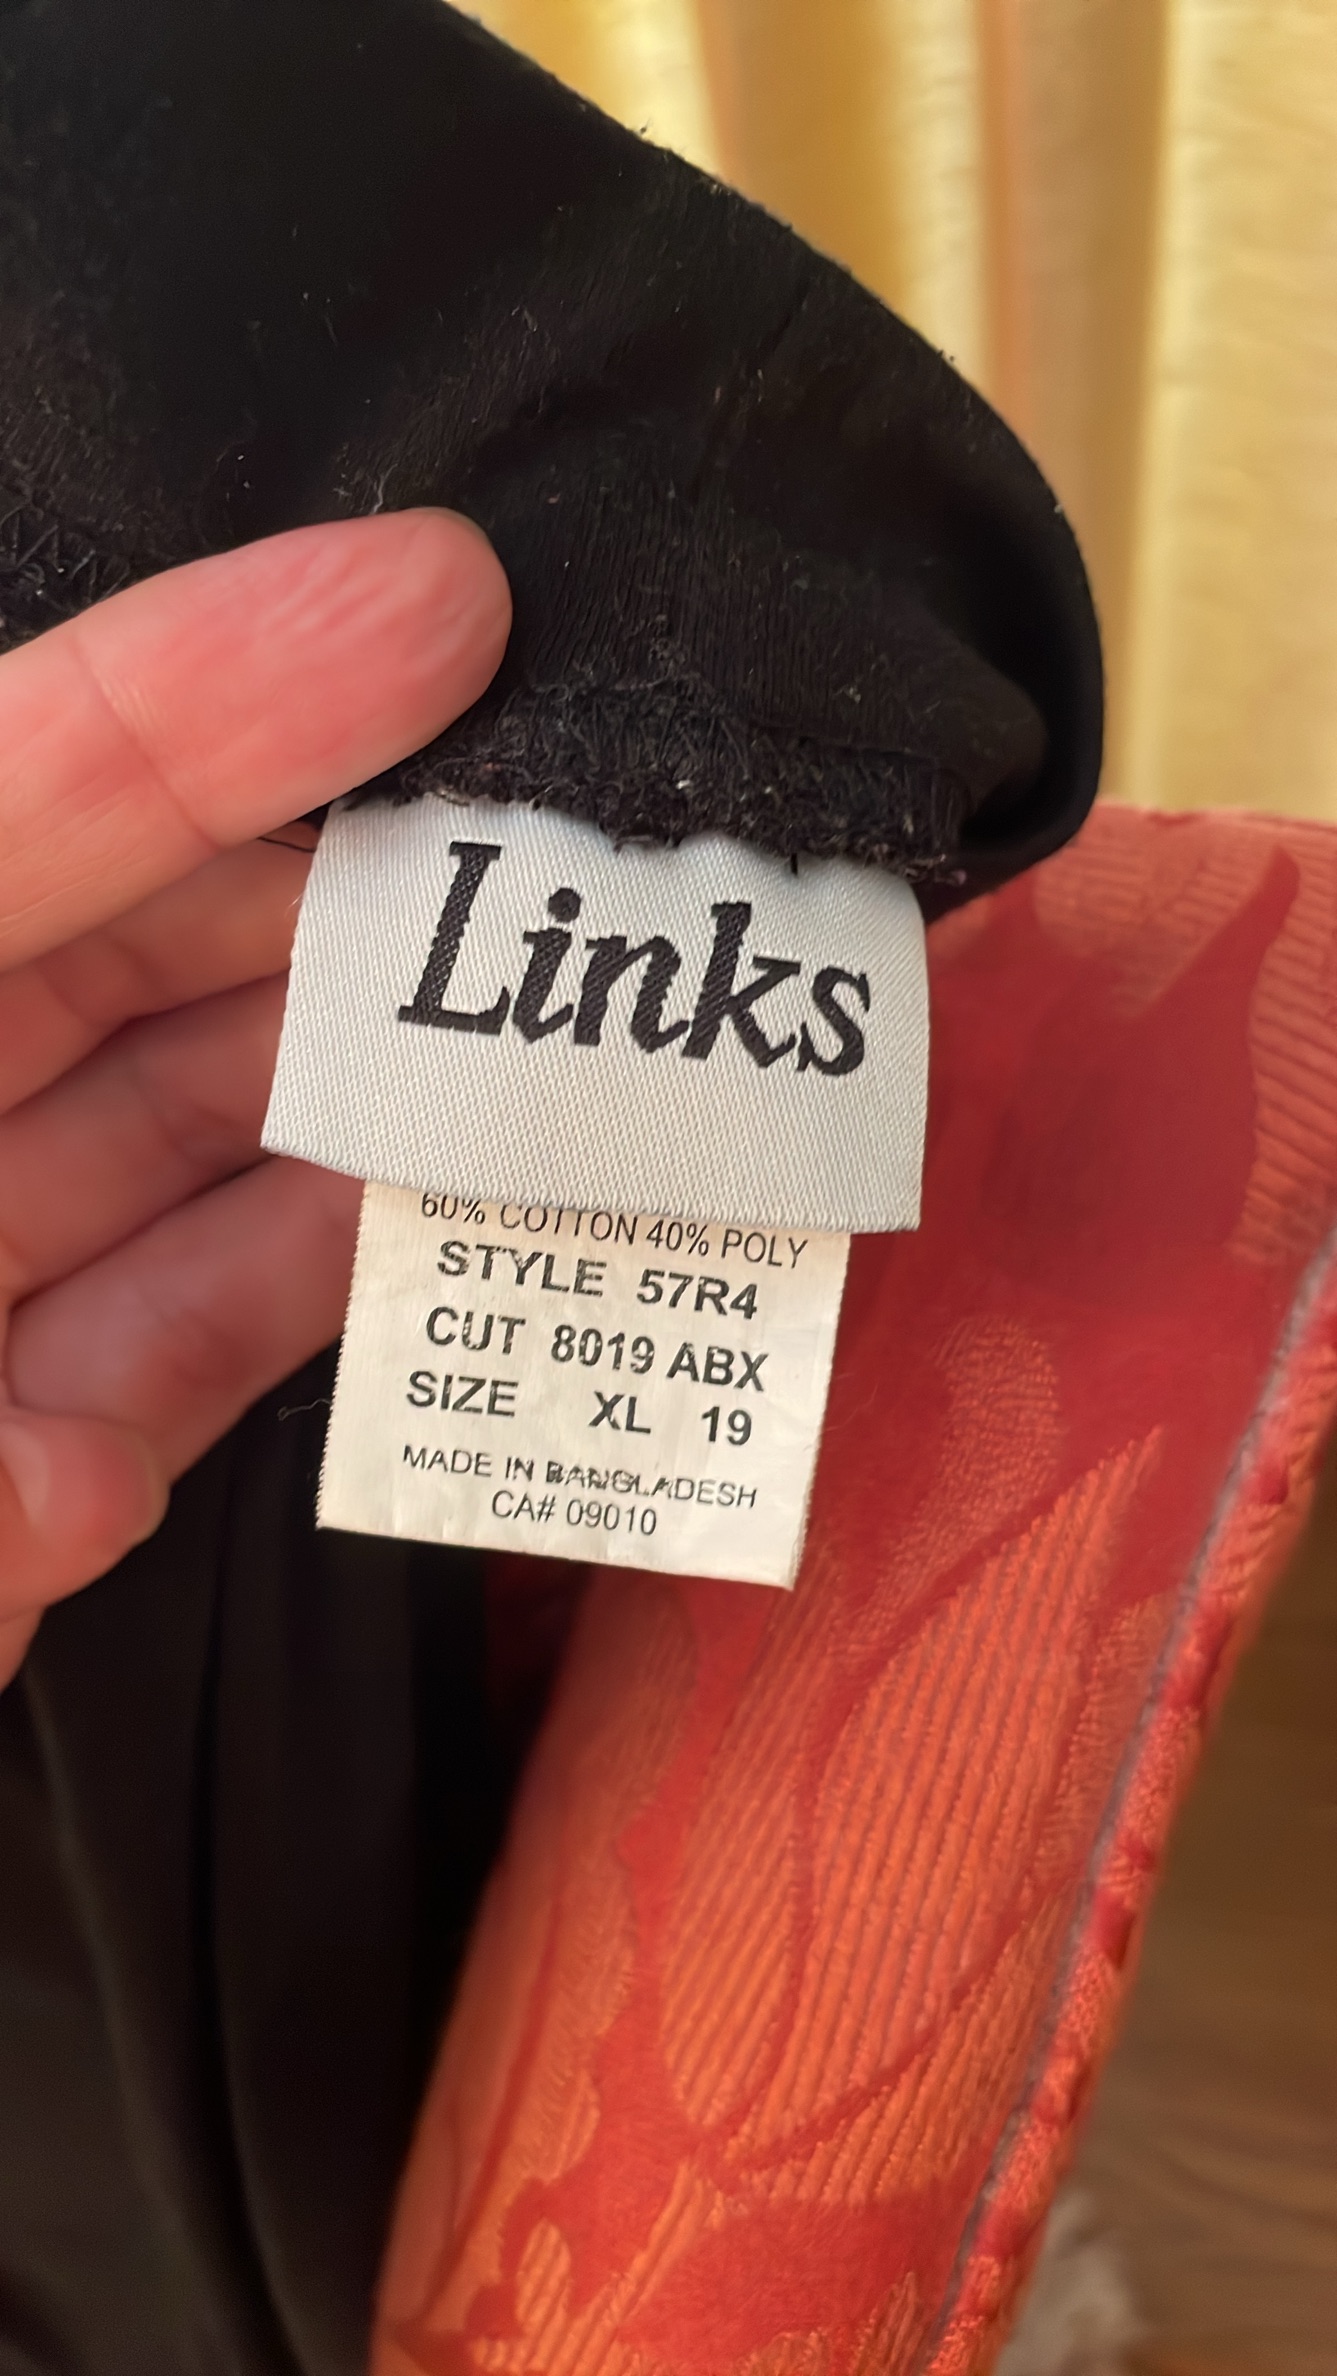 Links
60% COTTON 40% POLY
STYLE 57R4
CUT 8019 ABX
SIZE XL 19
MADE IN BANGLADESH
CA# 09010